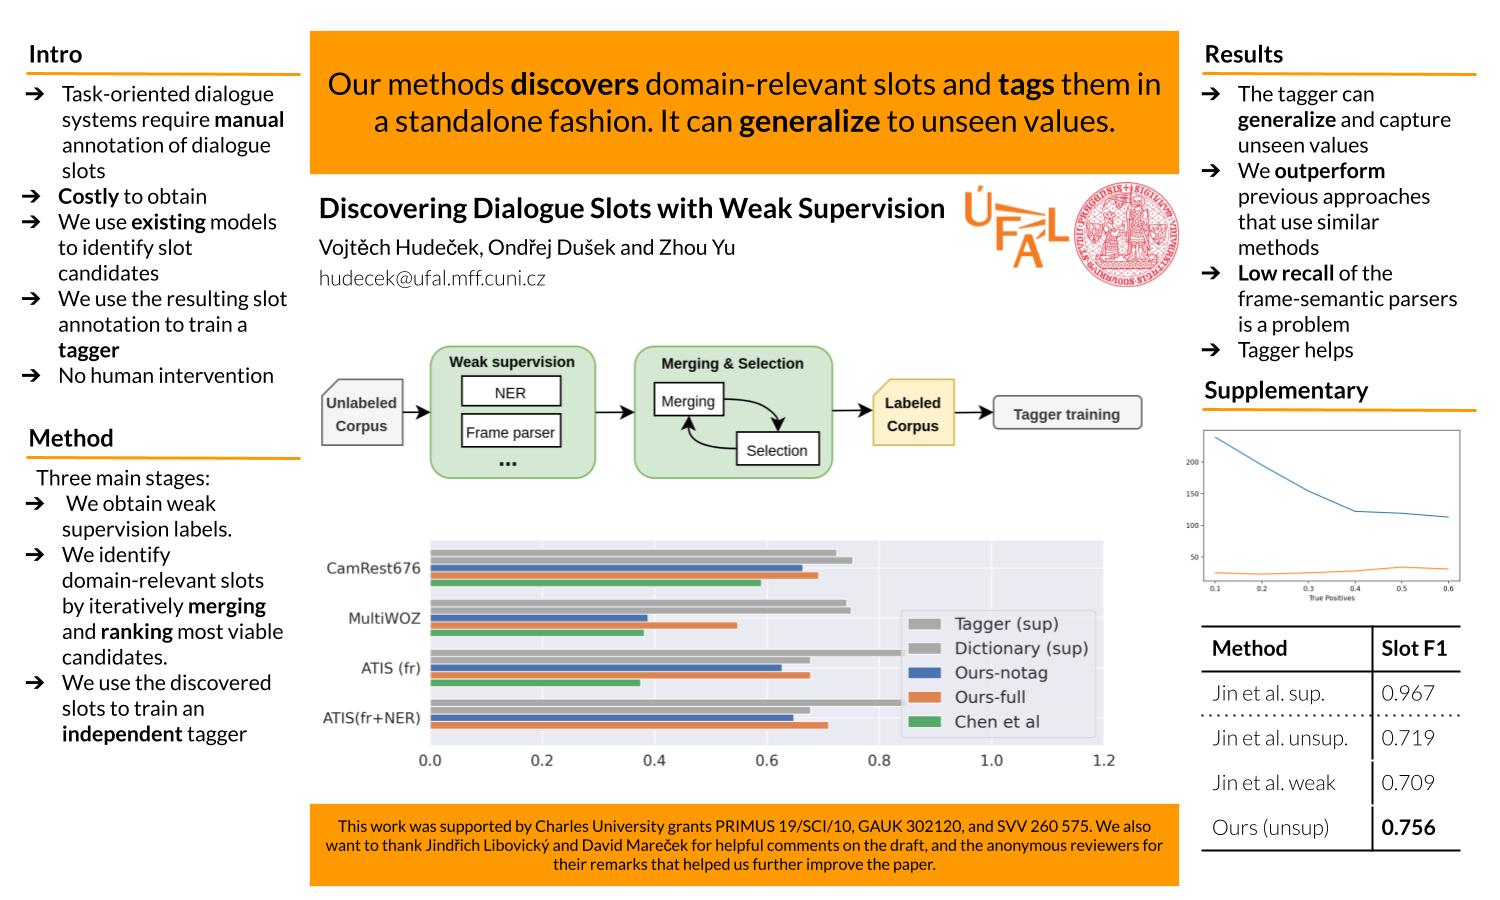 Intro
➔ Task-oriented dialogue
systems require manual
annotation of dialogue
slots
➔ Costly to obtain
➔ We use existing models
to identify slot
candidates
➔ We use the resulting slot
annotation to train a
tagger
➔ No human intervention
Method
Three main stages:
➔ We obtain weak
supervision labels.
➔ We identify
domain-relevant slots
by iteratively merging
and ranking most viable
candidates.
➔ We use the discovered
slots to train an
independent tagger
Our methods discovers domain-relevant slots and tags them in
a standalone fashion. It can generalize to unseen values.
Discovering Dialogue Slots with Weak Supervision
Vojtěch Hudeček, Ondřej Dušek and Zhou Yu
hudecek@ufal.mff.cuni.cz
ÚFAL
Unlabeled
Corpus
Weak supervision
NER
Frame parser
...
Merging & Selection
Merging
Selection
Labeled
Corpus
Tagger training
CamRest676
MultiWOZ
ATIS (fr)
ATIS(fr+NER)
Tagger (sup)
Dictionary (sup)
Ours-notag
Ours-full
Chen et al
0.0 0.2 0.4 0.6 0.8 1.0 1.2
This work was supported by Charles University grants PRIMUS 19/SCI/10, GAUK 302120, and SVV 260 575. We also
want to thank Jindřich Libovický and David Mareček for helpful comments on the draft, and the anonymous reviewers for
their remarks that helped us further improve the paper.
Results
➔ The tagger can
generalize and capture
unseen values
➔ We outperform
previous approaches
that use similar
methods
➔ Low recall of the
frame-semantic parsers
is a problem
➔ Tagger helps
Supplementary
200
150
100
50
0.1 0.2 0.3 0.4 0.5 0.6
True Positives
Method Slot F1
Jin et al. sup. 0.967
Jin et al. unsup. 0.719
Jin et al. weak 0.709
Ours (unsup) 0.756